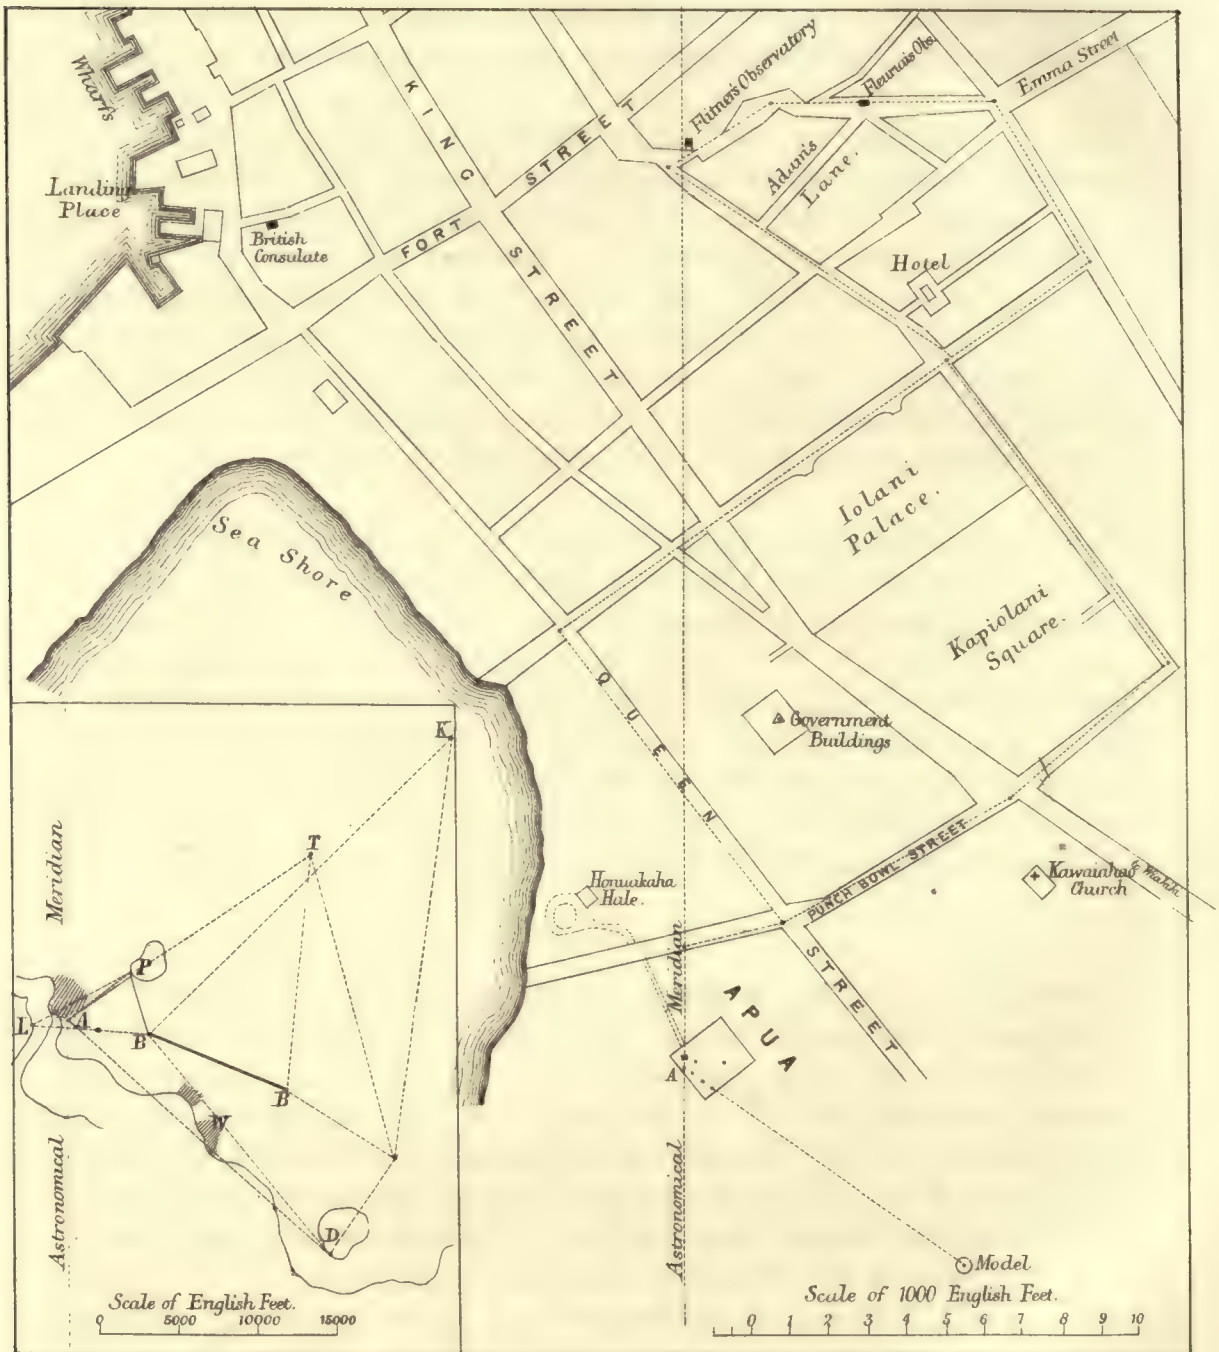 Wharfs
KING
STREET
FORT STREET
Flitner's Observatory
Fleuriais Obs.
Emma Street
Adams
Lane.
Landing
Place
British
Consulate
Hotel
Sea Shore
Iolani
Palace.
Kapiolani
Square.
QUEEN
STREET
Government
Buildings
PUNCH BOWL STREET
Kawaiahao
Church
Hale.
Meridian
Astronomical
APUA
A
Model
Scale of 1000 English Feet.
0 1 2 3 4 5 6 7 8 9 10
Meridian
Astronomical
K
T
P
L
A
B
B
W
D
Scale of English Feet.
0 5000 10000 15000